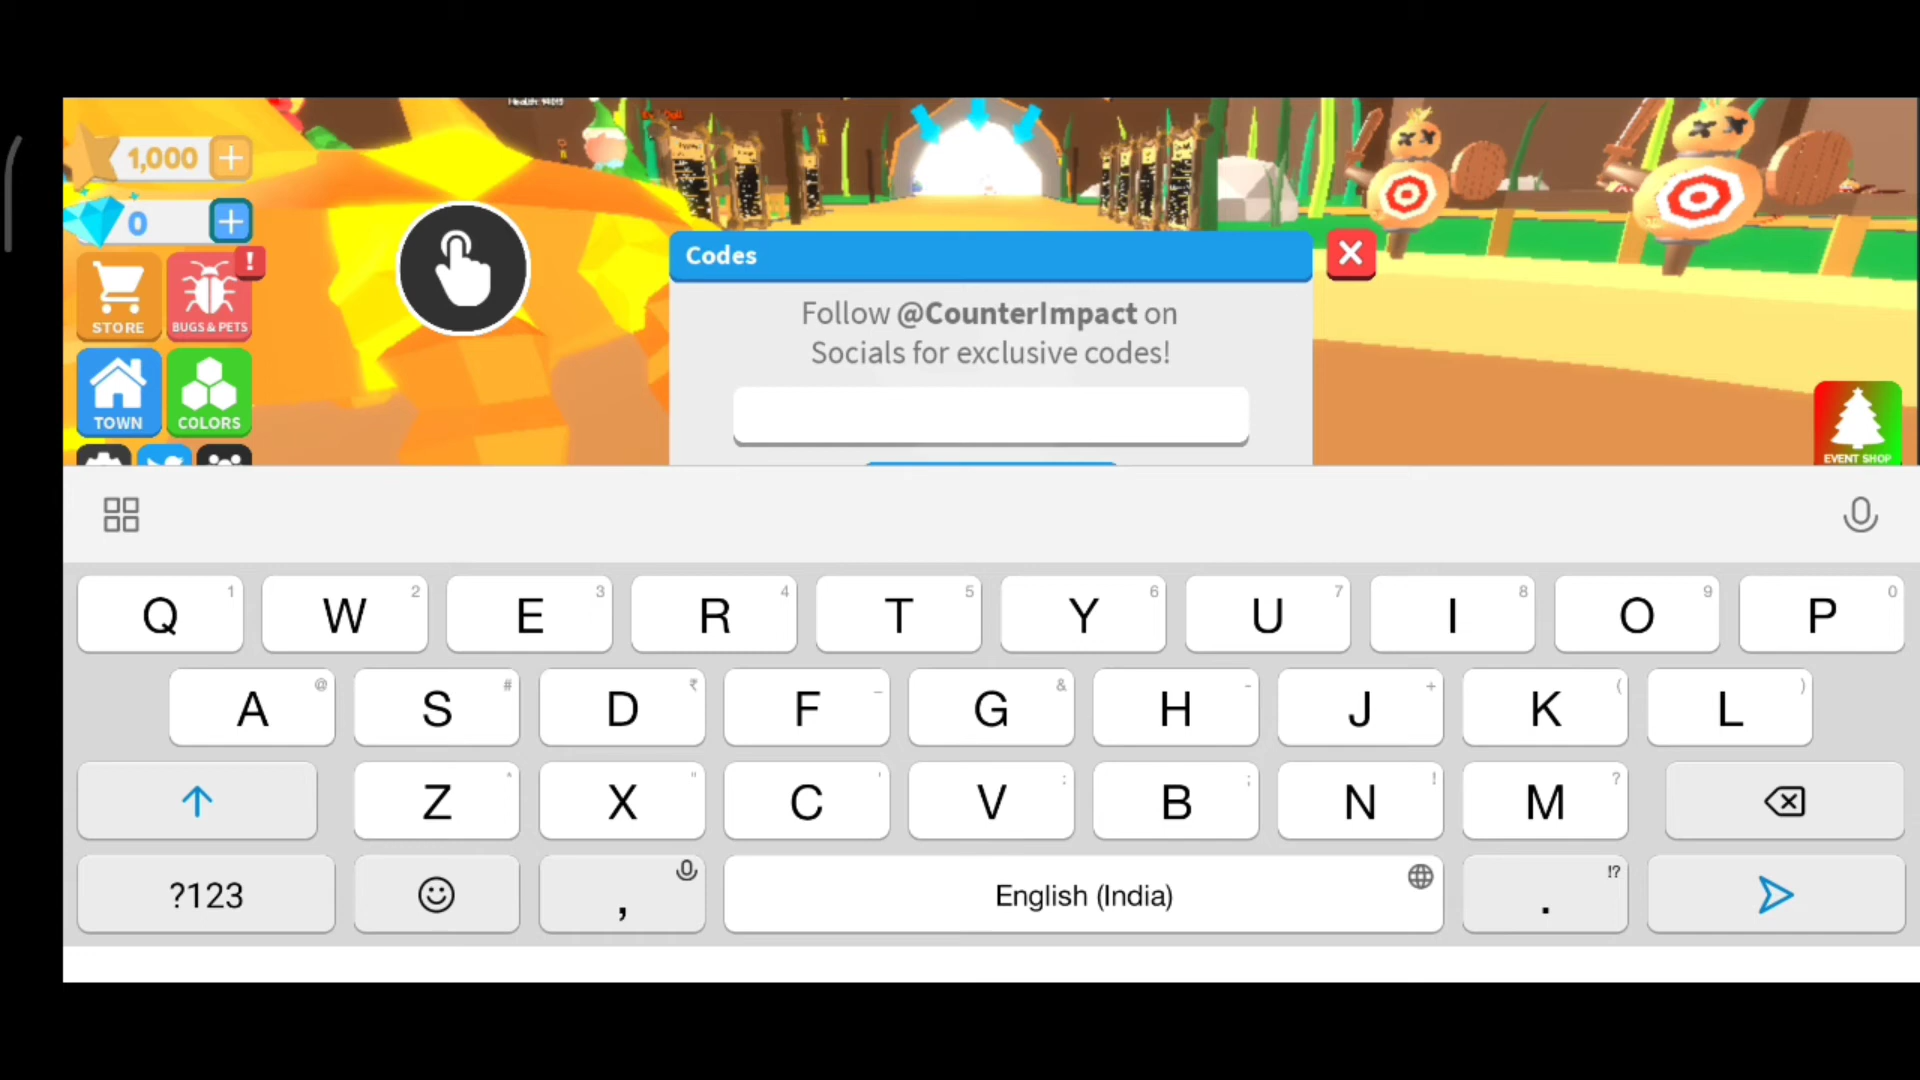 1,000
0
!
STORE
BUGS & PETS
TOWN
COLORS
Codes
Follow @CounterImpact on
Socials for exclusive codes!
EVENT SHOP
Q 1 W 2 E 3 R 4 T 5 Y 6 U 7 I 8 O 9 P 0
A @ S # D ₹ F _ G & H - J + K ( L )
Z * X " C ' V : B ; N ! M ?
?123 , English (India) . !?